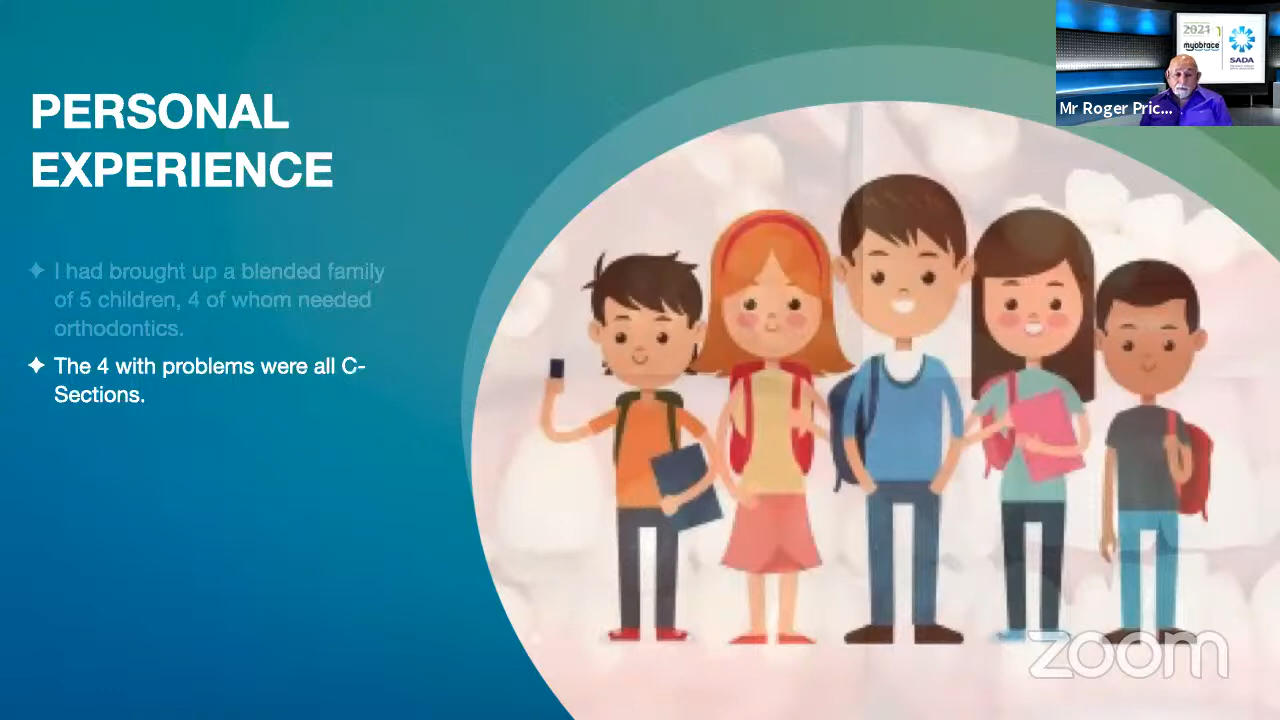 PERSONAL
EXPERIENCE
✦ I had brought up a blended family
of 5 children, 4 of whom needed
orthodontics.
✦ The 4 with problems were all C-
Sections.
2021
myobrace
SADA
Mr Roger Pric...
zoom